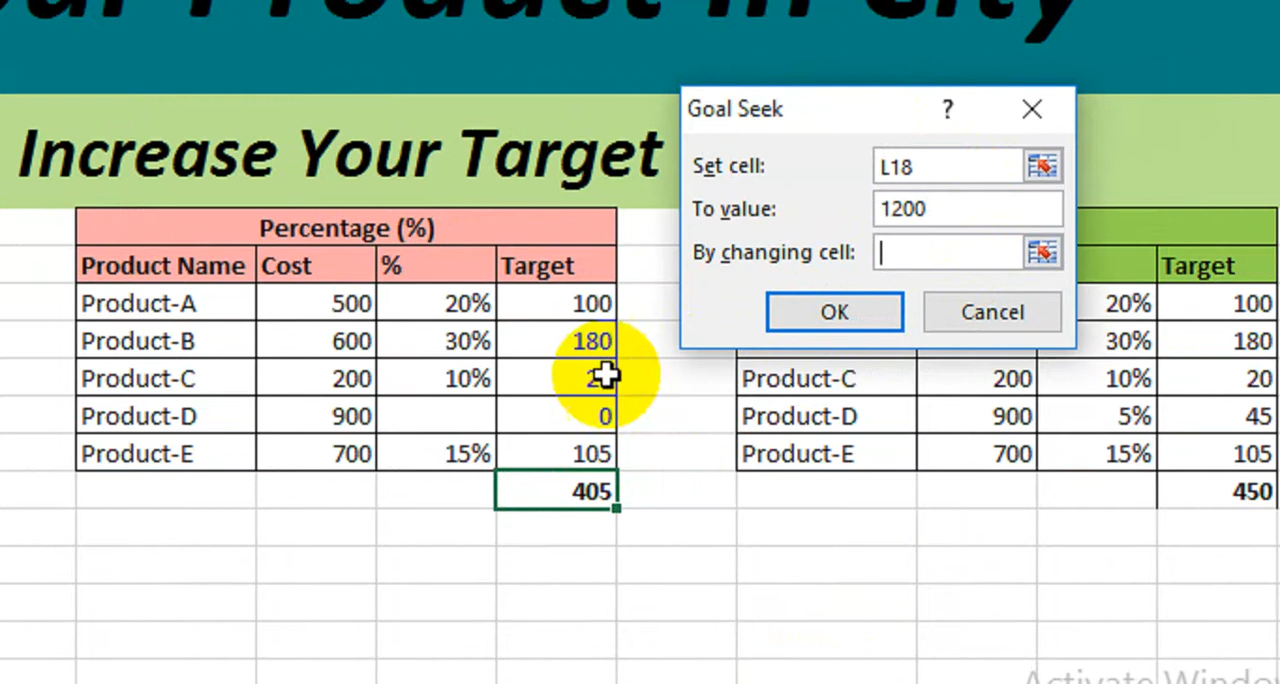 Product in City
Increase Your Target
Goal Seek
?
Set cell: L18
To value: 1200
By changing cell:
OK Cancel
Percentage (%)
Product Name Cost % Target Target
Product-A 500 20% 100 20% 100
Product-B 600 30% 180 30% 180
Product-C 200 10% Product-C 200 10% 20
Product-D 900 0 Product-D 900 5% 45
Product-E 700 15% 105 Product-E 700 15% 105
405 450